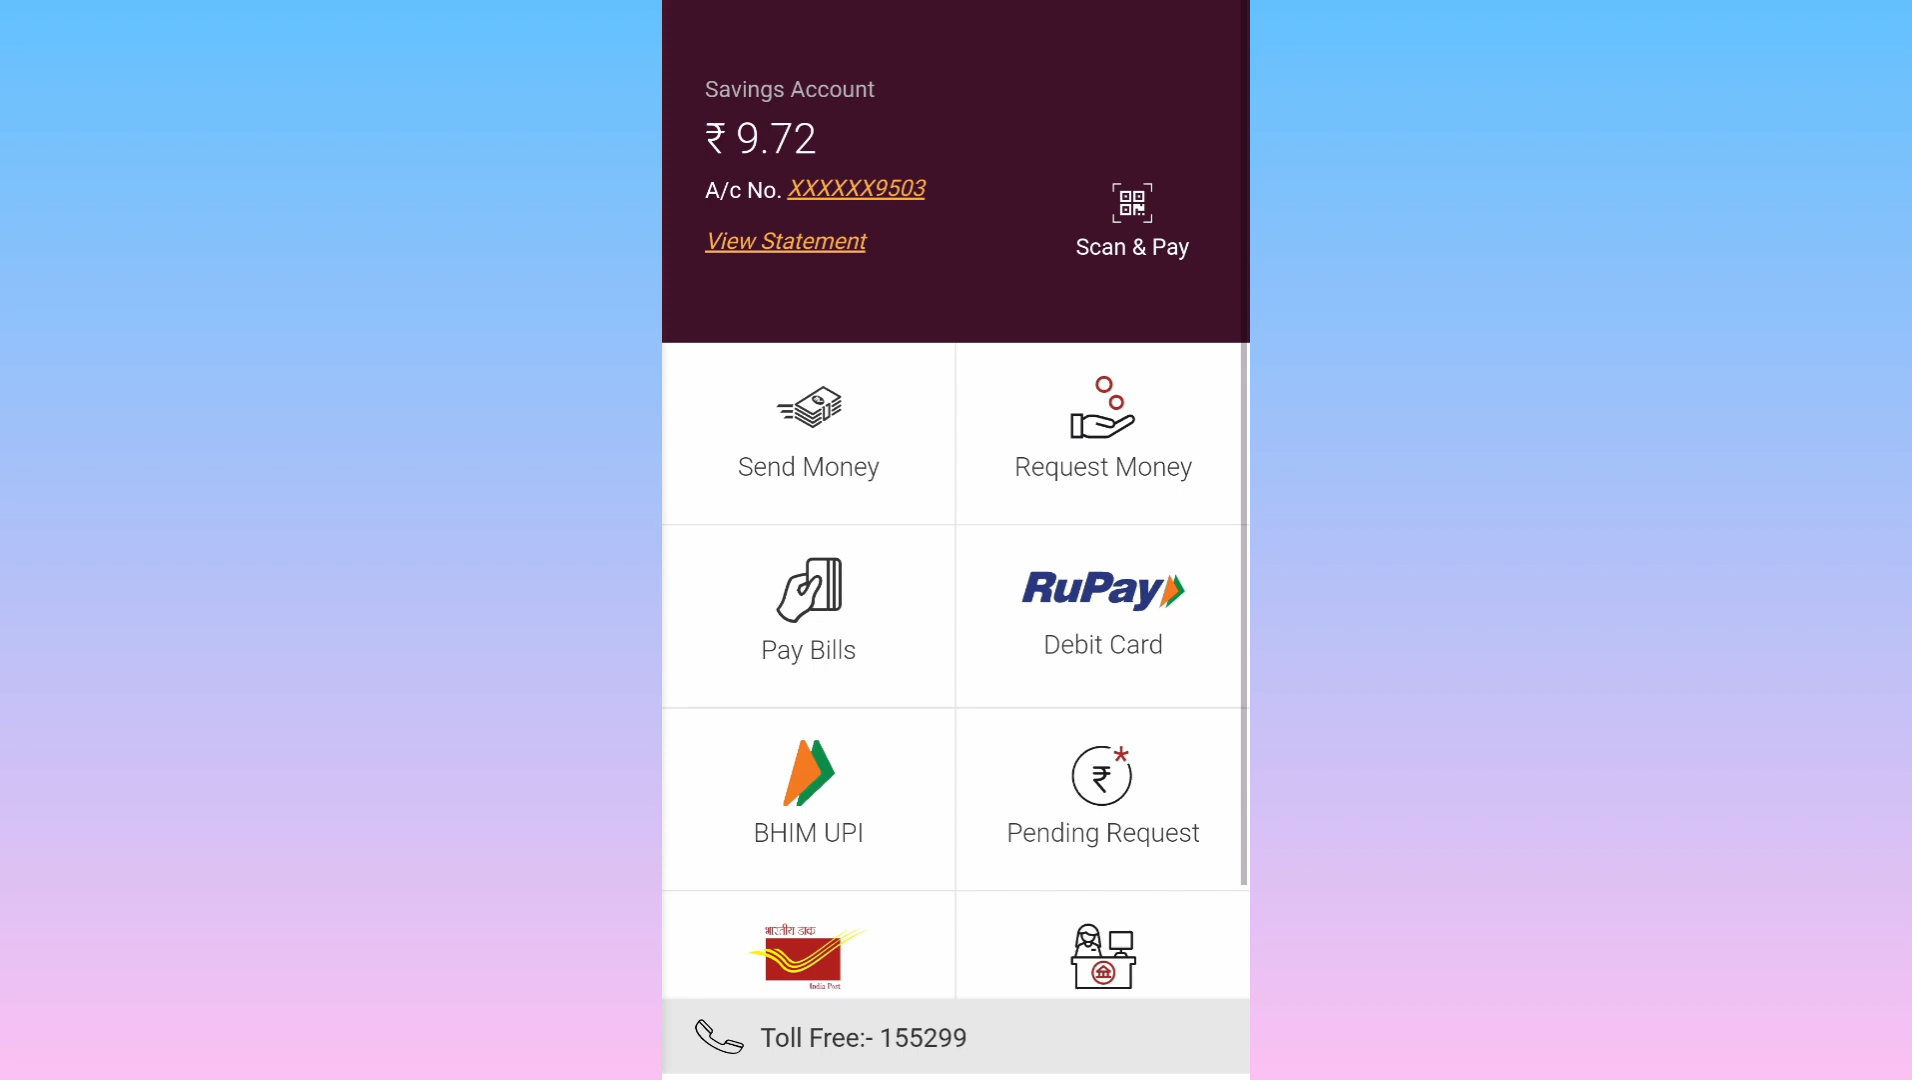 Savings Account
₹ 9.72
A/c No. XXXXXX9503
View Statement
Scan & Pay
Send Money
Request Money
Pay Bills
RuPay
Debit Card
BHIM UPI
Pending Request
भारतीय डाक
India Post
Toll Free:- 155299